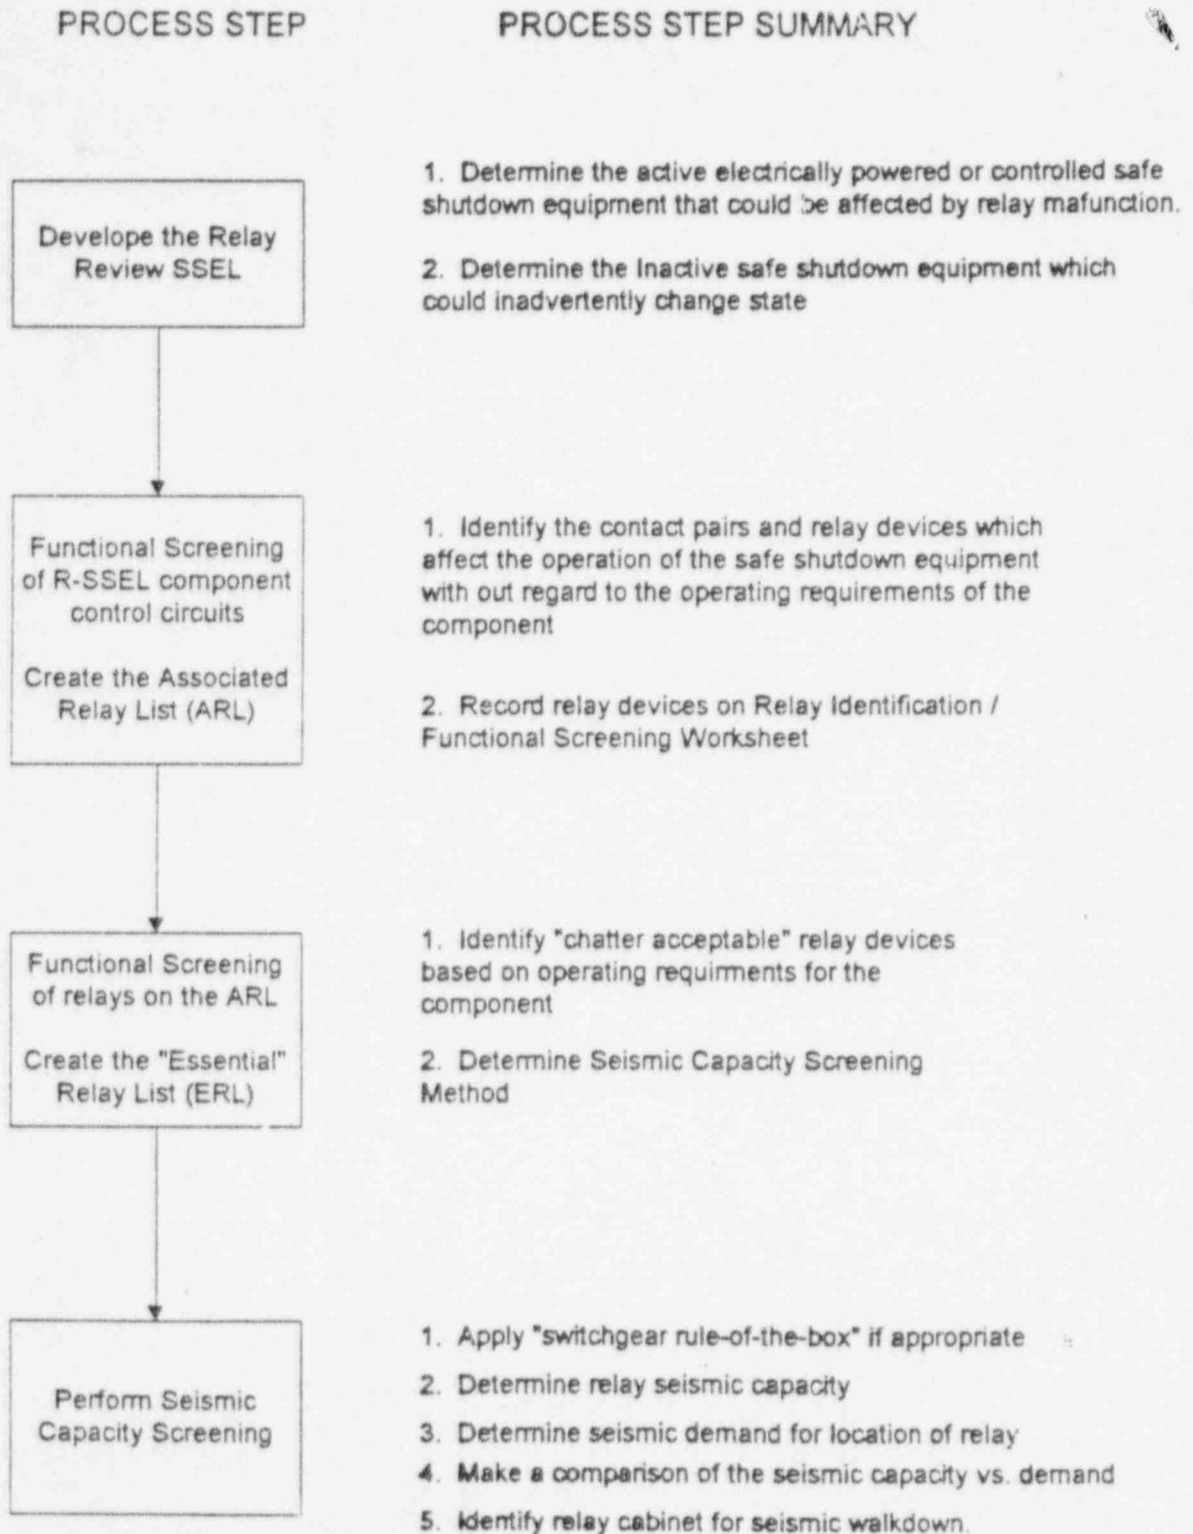 PROCESS STEP
PROCESS STEP SUMMARY
Develope the Relay
Review SSEL
1. Determine the active electrically powered or controlled safe
shutdown equipment that could be affected by relay mafunction.
2. Determine the Inactive safe shutdown equipment which
could inadvertently change state
Functional Screening
of R-SSEL component
control circuits
Create the Associated
Relay List (ARL)
1. Identify the contact pairs and relay devices which
affect the operation of the safe shutdown equipment
with out regard to the operating requirements of the
component
2. Record relay devices on Relay Identification /
Functional Screening Worksheet
Functional Screening
of relays on the ARL
Create the "Essential"
Relay List (ERL)
1. Identify "chatter acceptable" relay devices
based on operating requirments for the
component
2. Determine Seismic Capacity Screening
Method
Perform Seismic
Capacity Screening
1. Apply "switchgear rule-of-the-box" if appropriate
2. Determine relay seismic capacity
3. Determine seismic demand for location of relay
4. Make a comparison of the seismic capacity vs. demand
5. Identify relay cabinet for seismic walkdown.